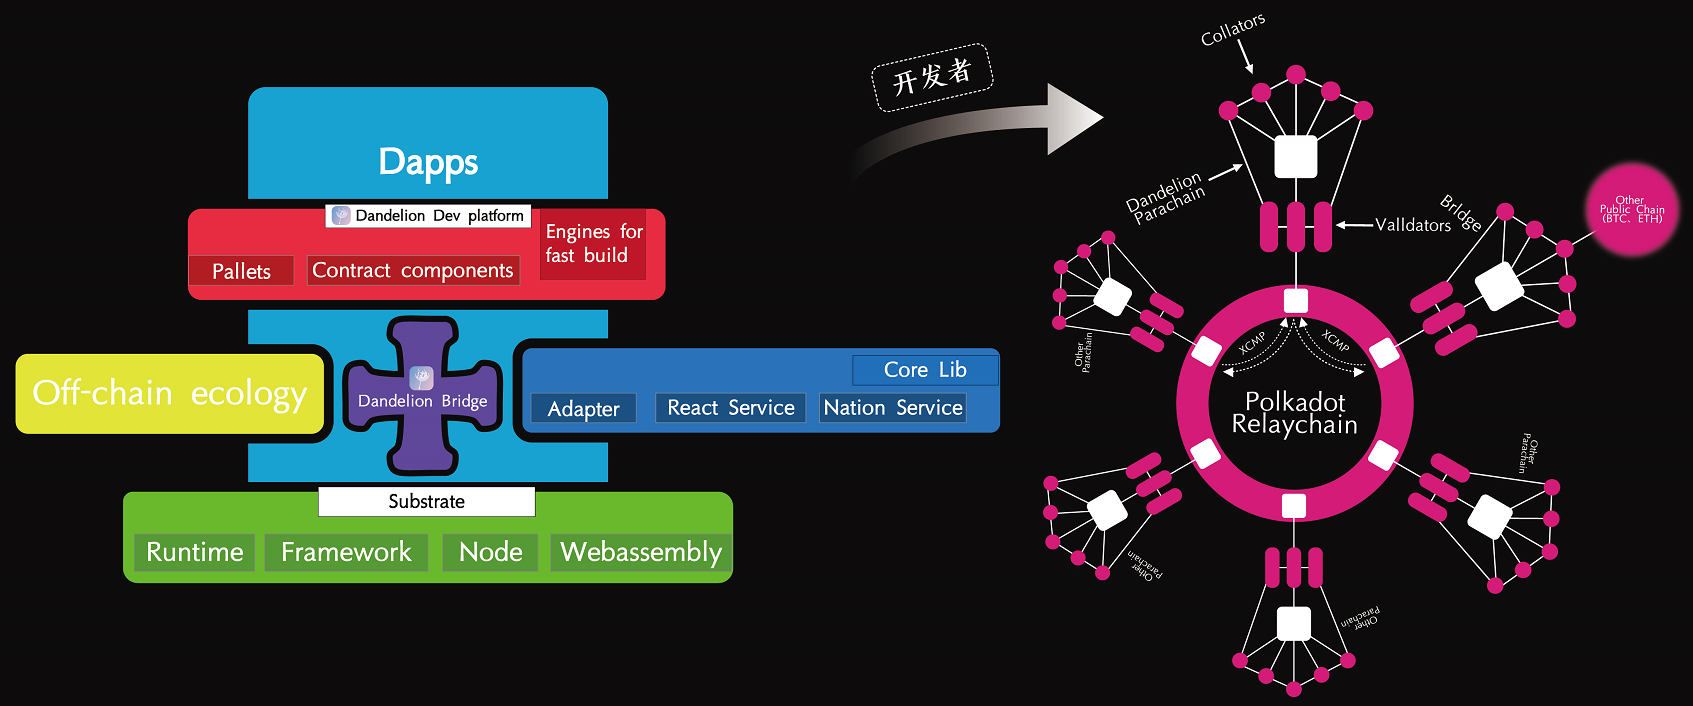 Dapps
Dandelion Dev platform
Engines for
fast build
Pallets
Contract components
Off-chain ecology
Dandelion Bridge
Core Lib
Adapter
React Service
Nation Service
Substrate
Runtime
Framework
Node
Webassembly
开发者
Collators
Dandelion
Parachain
Valldators
Brldge
Other
Public Chain
(BTC、ETH)
Other
Parachain
XCMP
XCMP
Polkadot
Relaychain
Other
Parachain
Other
Parachain
Other
Parachain